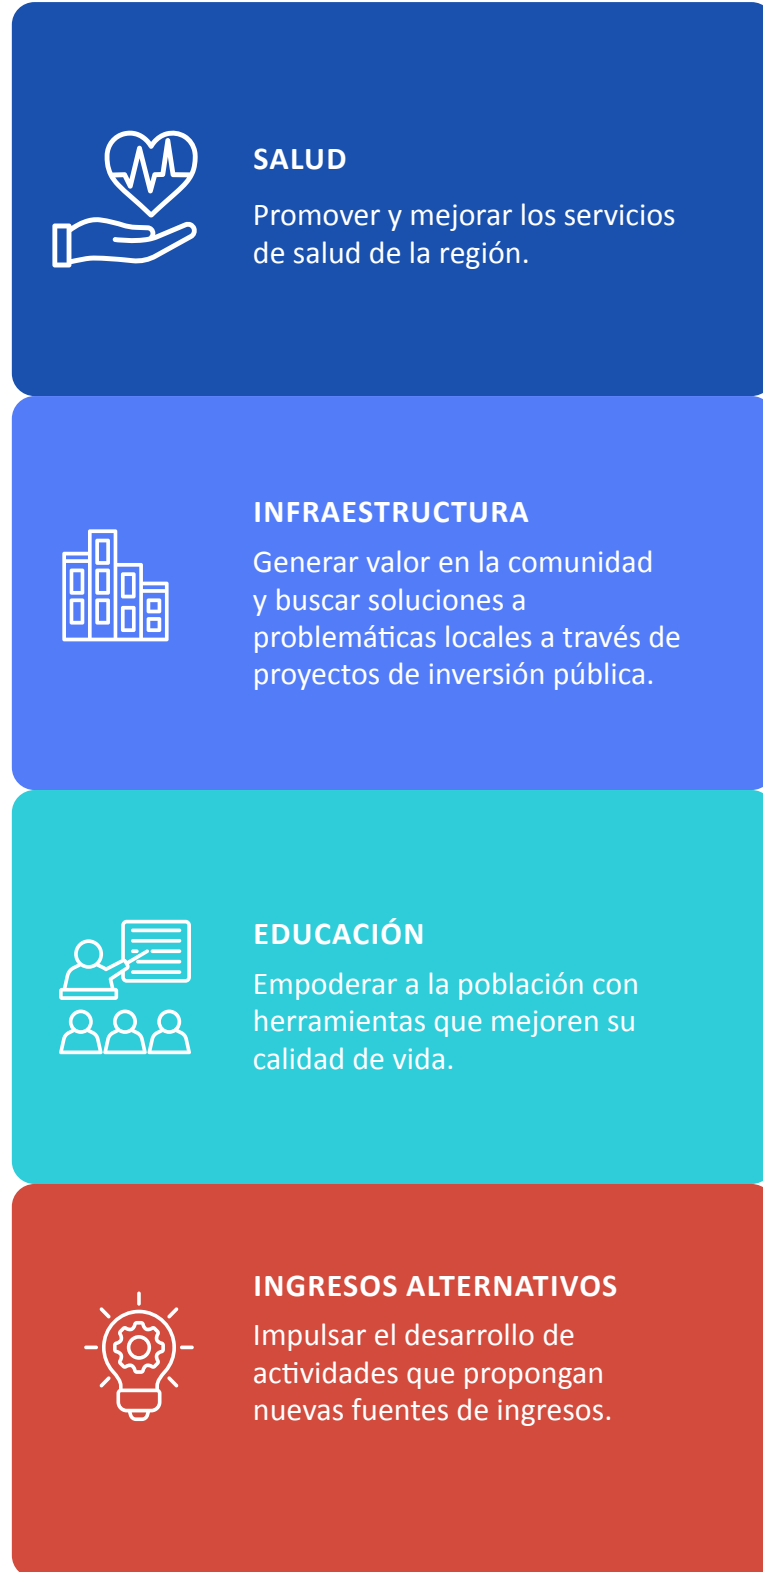 SALUD
Promover y mejorar los servicios
de salud de la región.
INFRAESTRUCTURA
Generar valor en la comunidad
y buscar soluciones a
problemáticas locales a través de
proyectos de inversión pública.
EDUCACIÓN
Empoderar a la población con
herramientas que mejoren su
calidad de vida.
INGRESOS ALTERNATIVOS
Impulsar el desarrollo de
actividades que propongan
nuevas fuentes de ingresos.